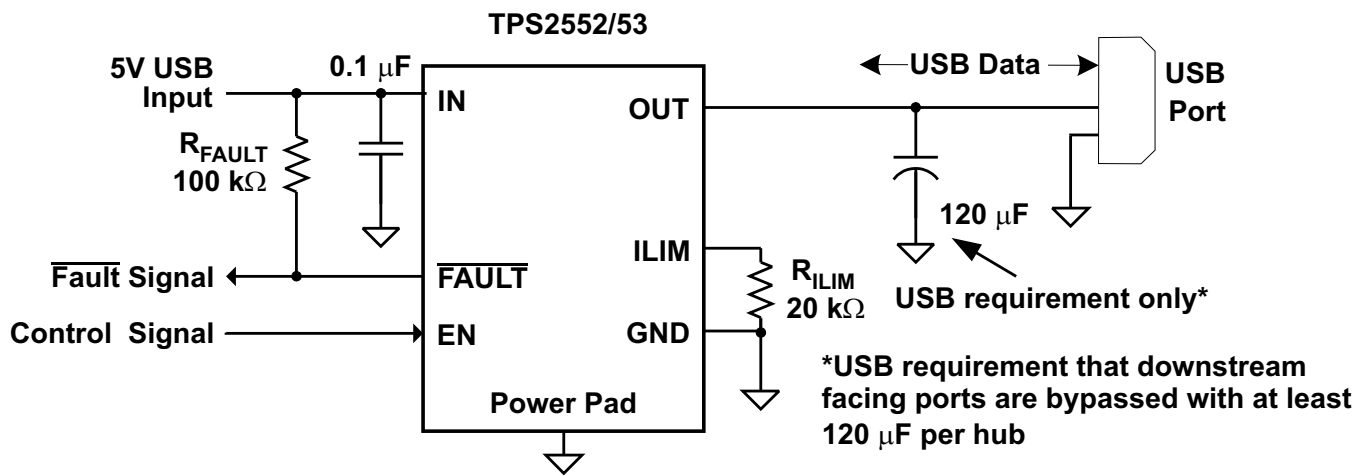 TPS2552/53
5V USB
Input
0.1 μF
IN
OUT
USB Data
USB
Port
R_FAULT
100 kΩ
120 μF
ILIM
R_ILIM
20 kΩ
USB requirement only*
Fault Signal
FAULT
Control Signal
EN
GND
*USB requirement that downstream
facing ports are bypassed with at least
120 μF per hub
Power Pad